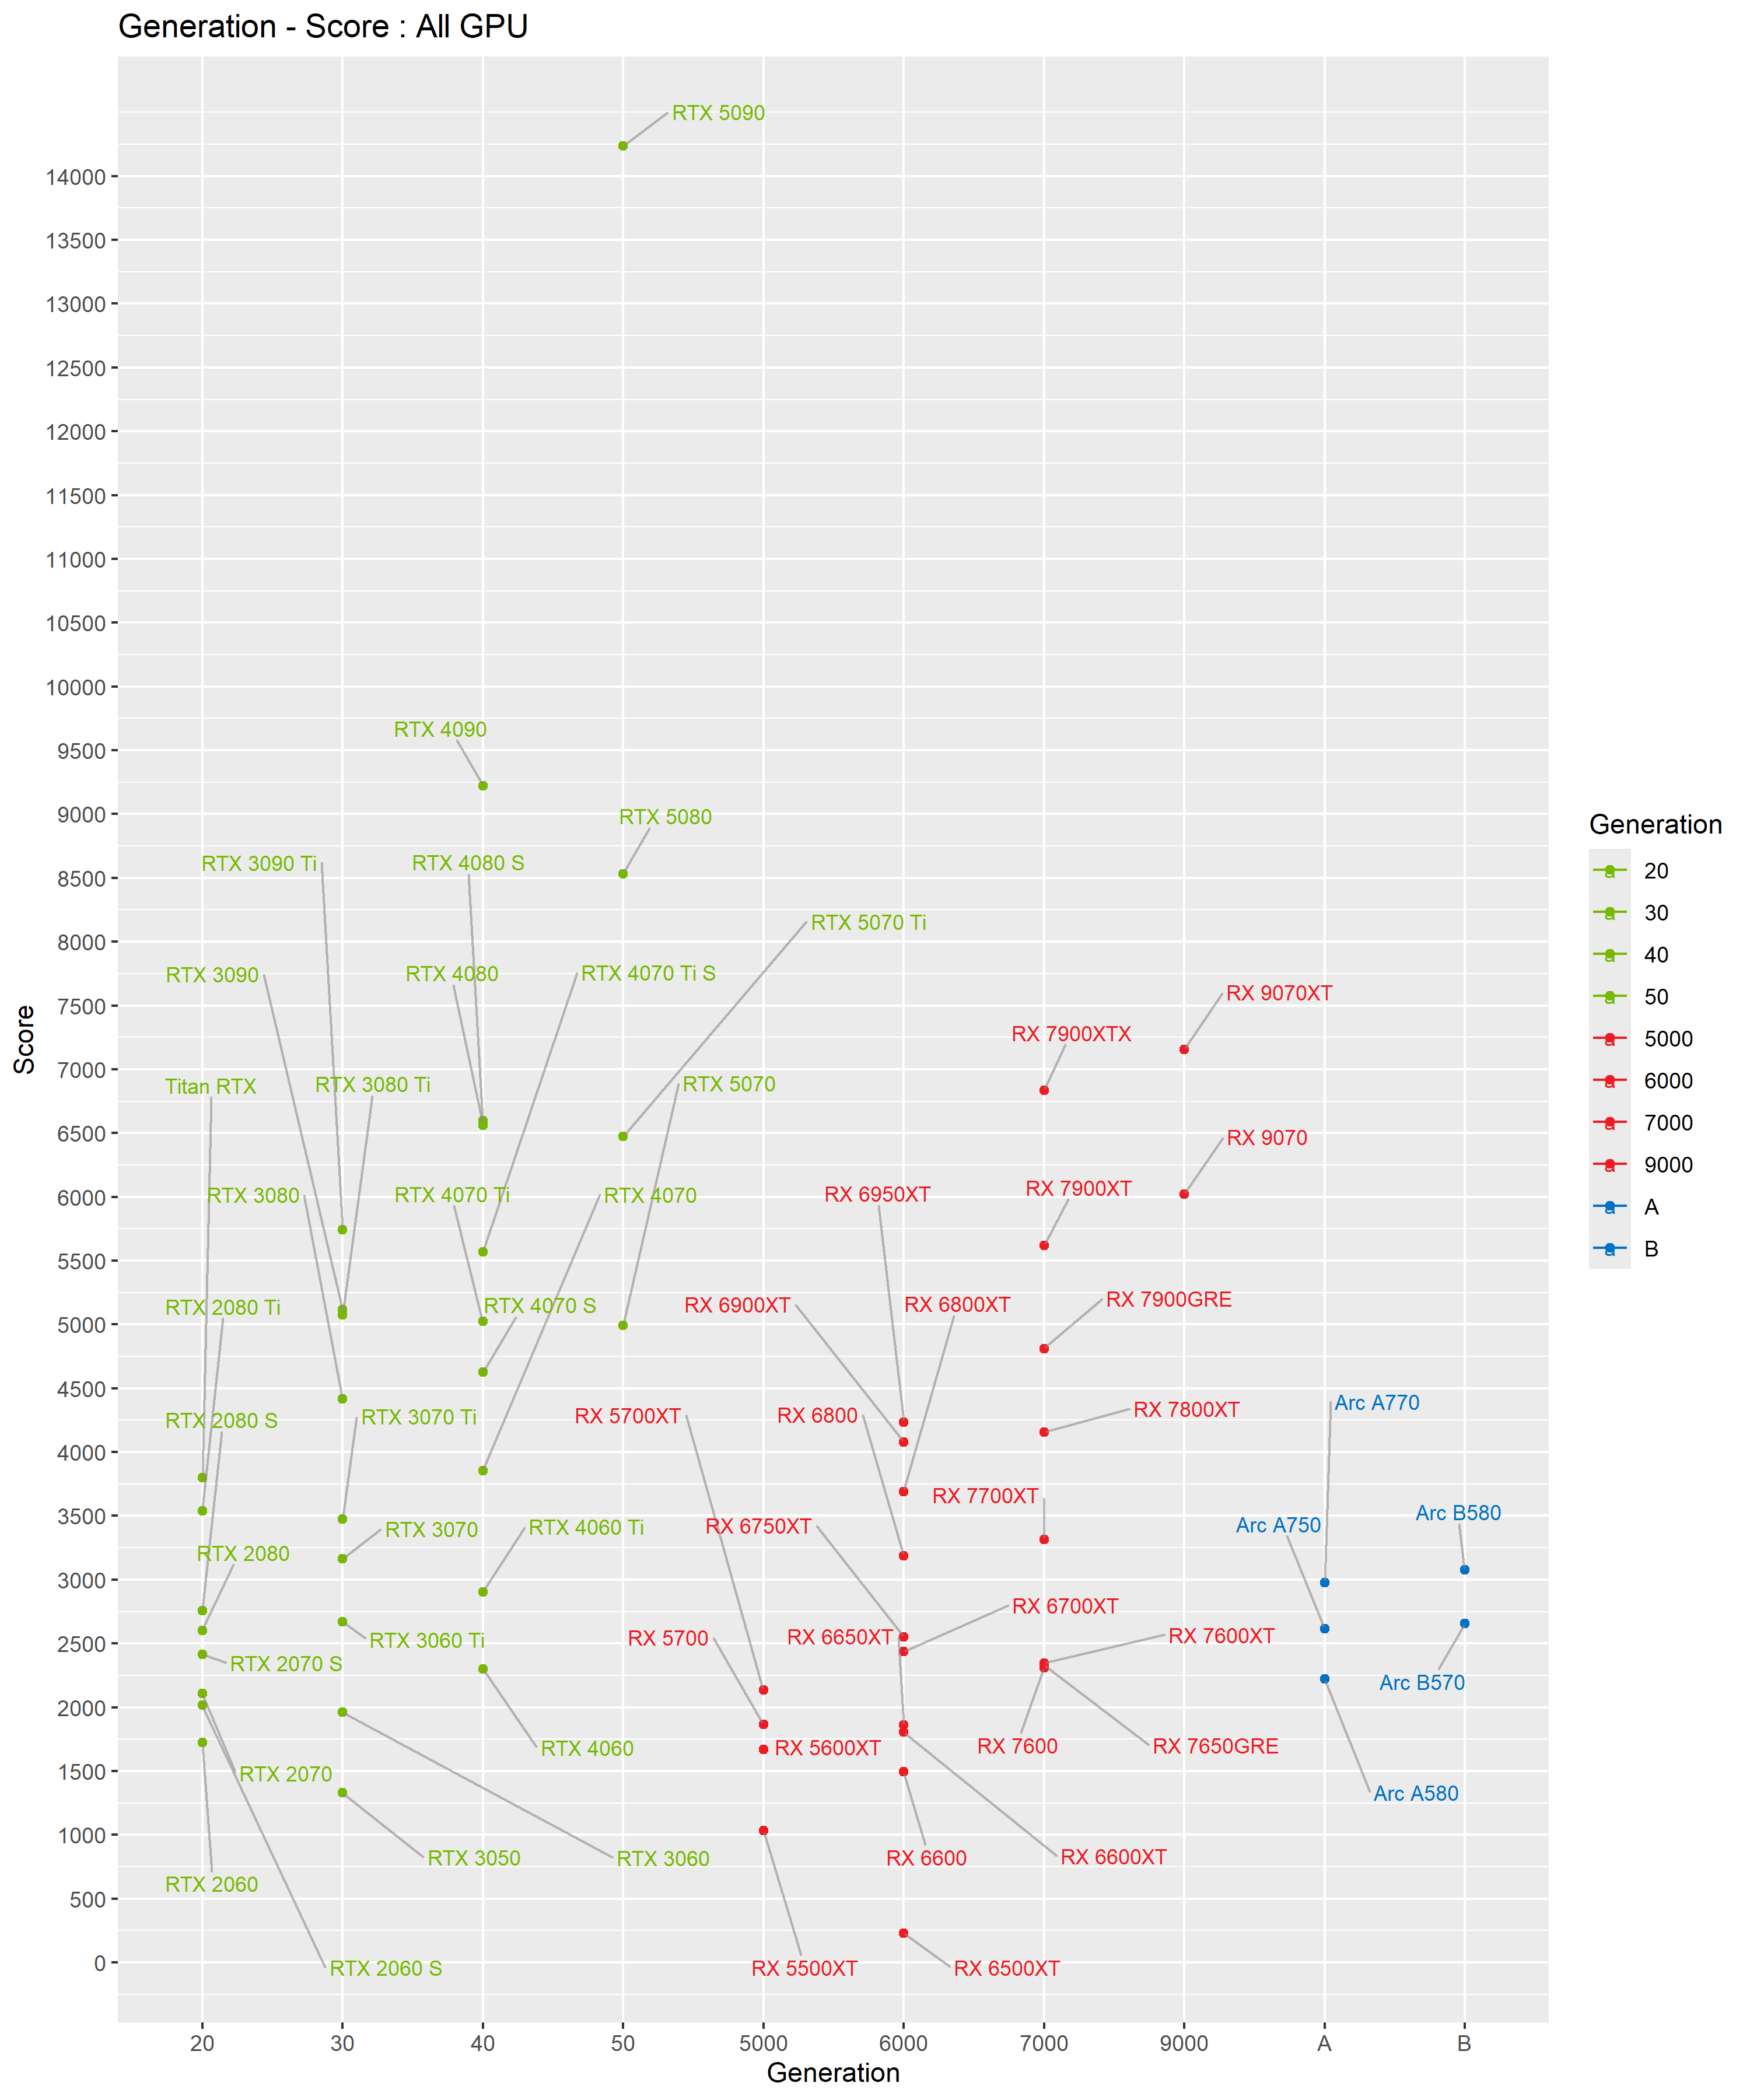 Generation - Score : All GPU
Score
14000
13500
13000
12500
12000
11500
11000
10500
10000
9500
9000
8500
8000
7500
7000
6500
6000
5500
5000
4500
4000
3500
3000
2500
2000
1500
1000
500
0
RTX 5090
RTX 4090
RTX 5080
RTX 3090 Ti
RTX 4080 S
RTX 5070 Ti
RTX 3090
RTX 4080
RTX 4070 Ti S
RX 9070XT
RX 7900XTX
Titan RTX
RTX 3080 Ti
RTX 5070
RX 9070
RTX 3080
RTX 4070 Ti
RTX 4070
RX 6950XT
RX 7900XT
RTX 2080 Ti
RTX 4070 S
RX 6900XT
RX 6800XT
RX 7900GRE
RTX 2080 S
RTX 3070 Ti
RX 5700XT
RX 6800
RX 7800XT
Arc A770
RX 7700XT
RTX 3070
RTX 4060 Ti
RX 6750XT
Arc A750
Arc B580
RTX 2080
RX 6700XT
RTX 3060 Ti
RX 5700
RX 6650XT
RX 7600XT
RTX 2070 S
Arc B570
RTX 4060
RX 5600XT
RX 7600
RX 7650GRE
RTX 2070
Arc A580
RTX 3050
RTX 3060
RX 6600
RX 6600XT
RTX 2060
RTX 2060 S
RX 5500XT
RX 6500XT
20
30
40
50
5000
6000
7000
9000
A
B
Generation
Generation
a 20
a 30
a 40
a 50
a 5000
a 6000
a 7000
a 9000
a A
a B